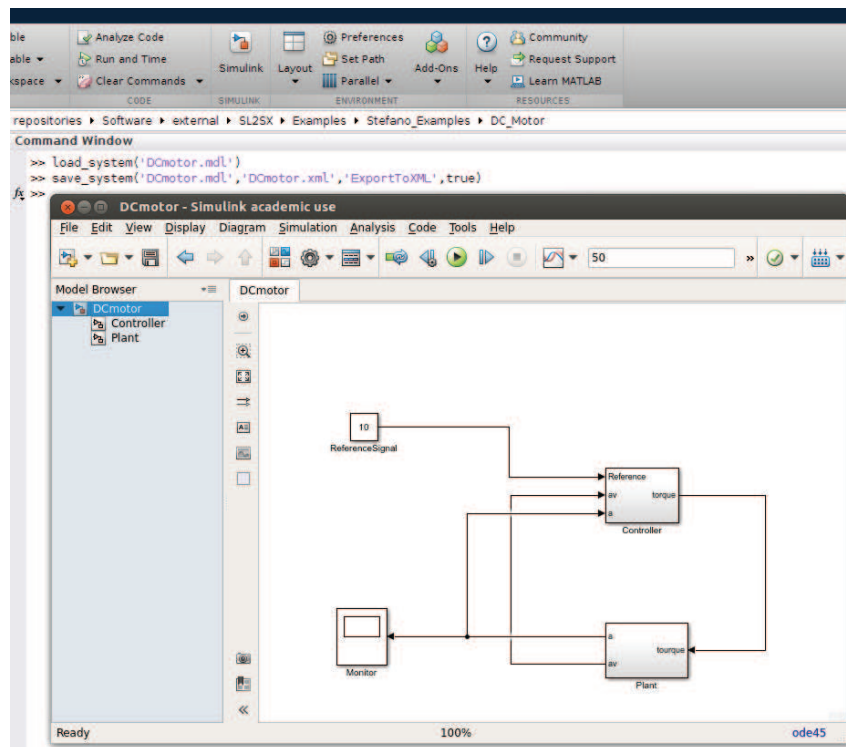 ble Analyze Code Preferences Community
able Run and Time Simulink Layout Set Path Add-Ons Help Request Support
kspace Clear Commands Parallel Learn MATLAB
CODE SIMULINK ENVIRONMENT RESOURCES
repositories Software external SL2SX Examples Stefano_Examples DC_Motor
Command Window
>> load_system('DCmotor.mdl')
>> save_system('DCmotor.mdl','DCmotor.xml','ExportToXML',true)
fx >>
DCmotor - Simulink academic use
File Edit View Display Diagram Simulation Analysis Code Tools Help
50 »
Model Browser DCmotor
DCmotor
Controller
Plant
10
ReferenceSignal
Reference
av torque
a
Controller
a
tourque
av
Monitor
Plant
Ready 100% ode45